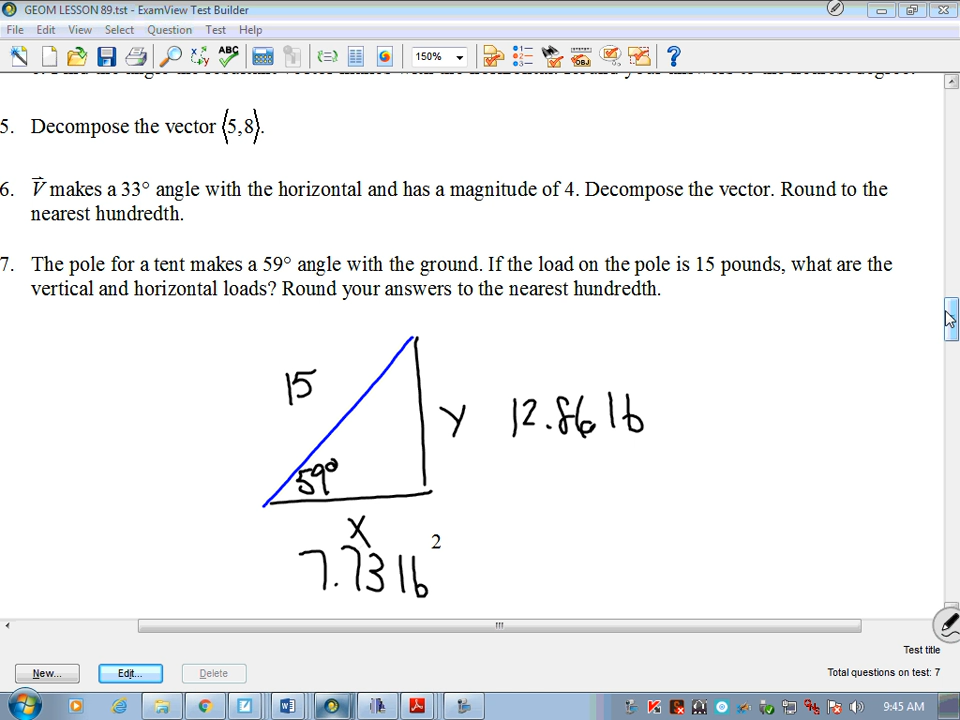 GEOM LESSON 89.tst - ExamView Test Builder
File Edit View Select Question Test Help
ABC 150% OBJ ?
5. Decompose the vector ⟨5,8⟩.
6. V⃗ makes a 33° angle with the horizontal and has a magnitude of 4. Decompose the vector. Round to the
nearest hundredth.
7. The pole for a tent makes a 59° angle with the ground. If the load on the pole is 15 pounds, what are the
vertical and horizontal loads? Round your answers to the nearest hundredth.
15
y 12.86 lb
59°
x
2
7.73 lb
Test title
New... Edit... Delete
Total questions on test: 7
9:45 AM